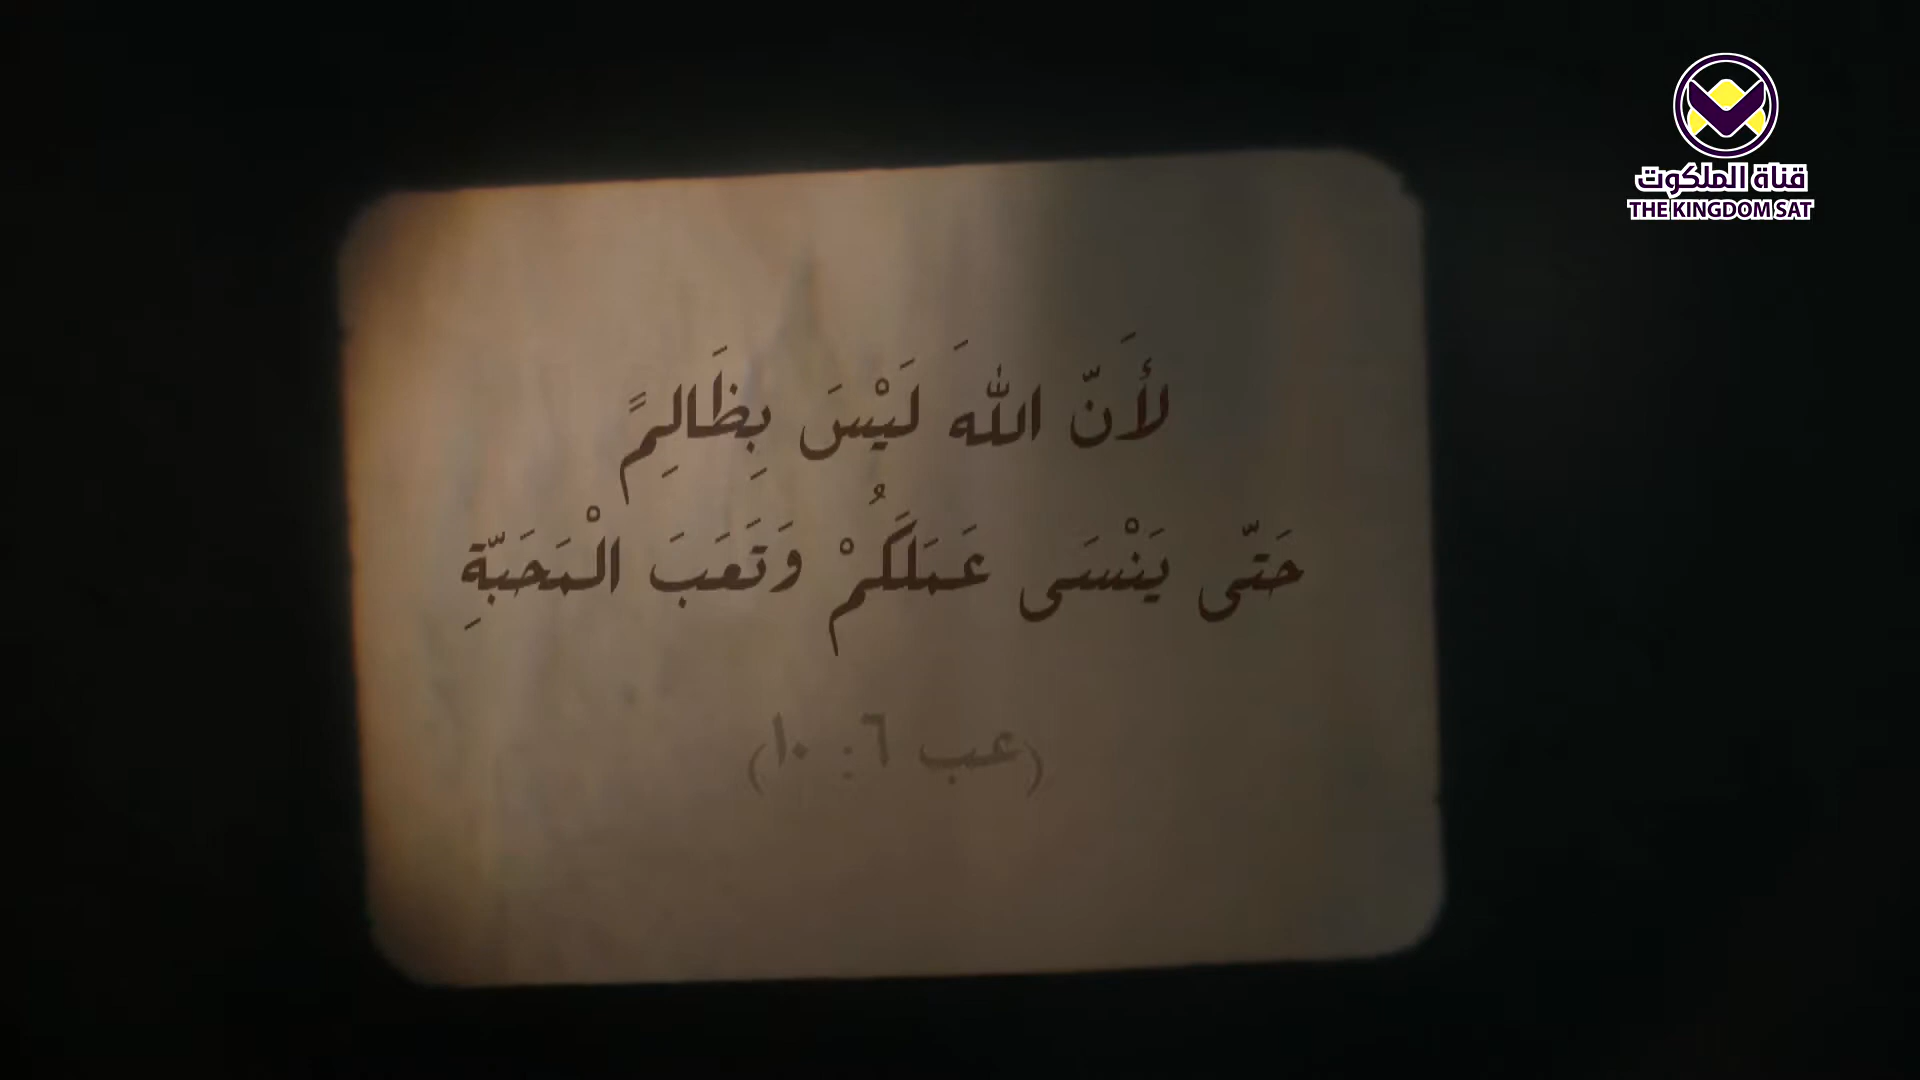 قناة الملكوت
THE KINGDOM SAT
لأَنَّ اللهَ لَيْسَ بِظَالِمٍ
حَتَّى يَنْسَى عَمَلَكُمْ وَتَعَبَ الْمَحَبَّةِ
(عب ٦: ١٠)